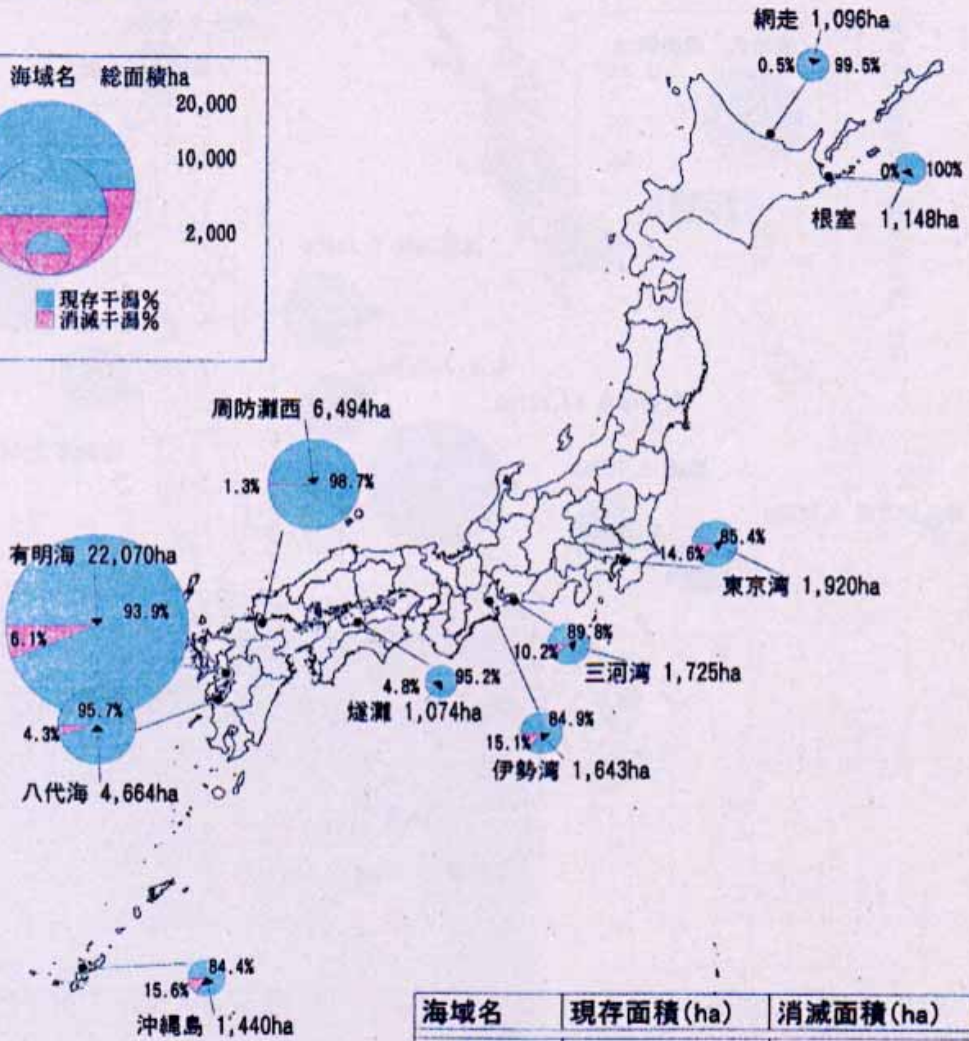 海域名 総面積ha
20,000
10,000
2,000
現存干潟%
消滅干潟%
網走 1,096ha
0.5% 99.5%
0% 100%
根室 1,148ha
周防灘西 6,494ha
1.3% 98.7%
有明海 22,070ha
93.9%
6.1%
85.4%
14.6%
東京湾 1,920ha
89.8%
10.2%
三河湾 1,725ha
95.2%
4.8%
燧灘 1,074ha
84.9%
15.1%
伊勢湾 1,643ha
95.7%
4.3%
八代海 4,664ha
84.4%
15.6%
沖縄島 1,440ha
海域名 現存面積(ha) 消滅面積(ha)